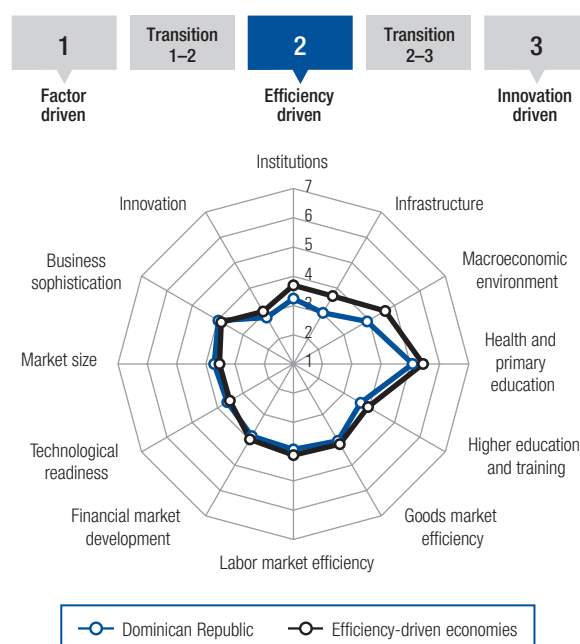 1
Transition
1–2
2
Transition
2–3
3
Factor
driven
Efficiency
driven
Innovation
driven
Institutions
Innovation
Infrastructure
Business
sophistication
Macroeconomic
environment
Market size
Health and
primary
education
Technological
readiness
Higher education
and training
Financial market
development
Goods market
efficiency
Labor market efficiency
7
6
5
4
3
2
1
Dominican Republic
Efficiency-driven economies